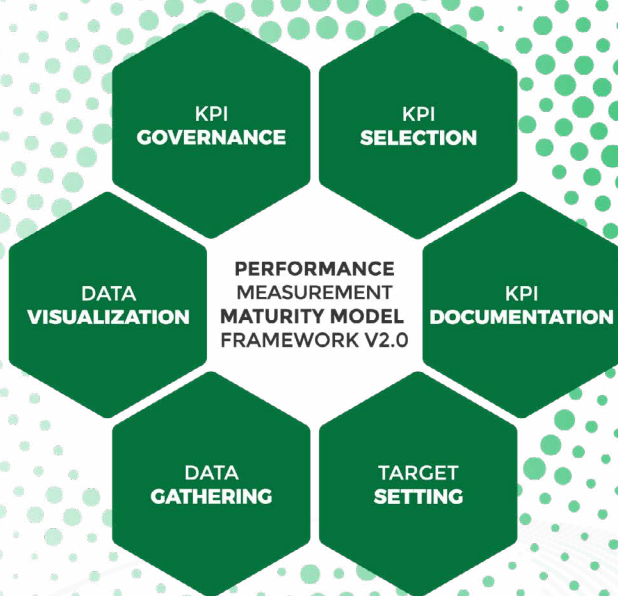 KPI
GOVERNANCE
KPI
SELECTION
DATA
VISUALIZATION
PERFORMANCE
MEASUREMENT
MATURITY MODEL
FRAMEWORK V2.0
KPI
DOCUMENTATION
DATA
GATHERING
TARGET
SETTING